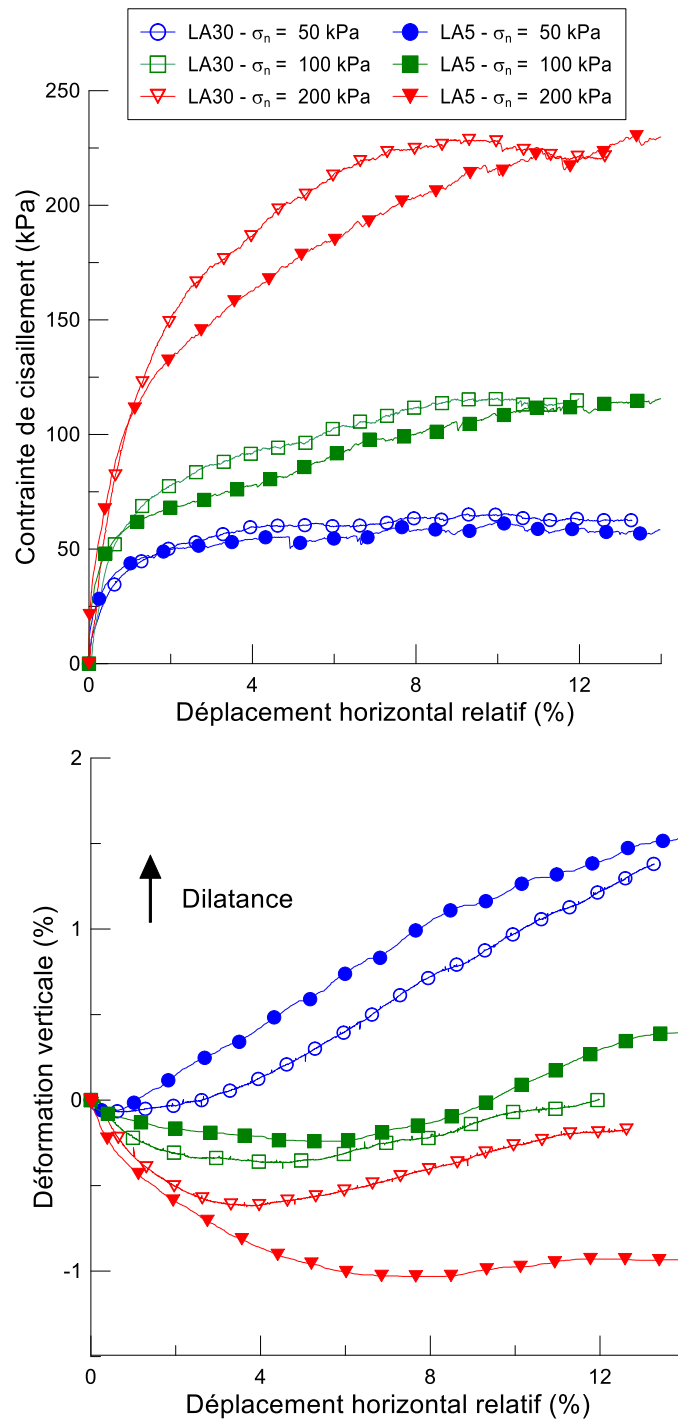 LA30 - σn = 50 kPa LA5 - σn = 50 kPa
LA30 - σn = 100 kPa LA5 - σn = 100 kPa
LA30 - σn = 200 kPa LA5 - σn = 200 kPa
250
200
150
100
50
0
Contrainte de cisaillement (kPa)
0 4 8 12
Déplacement horizontal relatif (%)
2
1
0
-1
Déformation verticale (%)
Dilatance
0 4 8 12
Déplacement horizontal relatif (%)